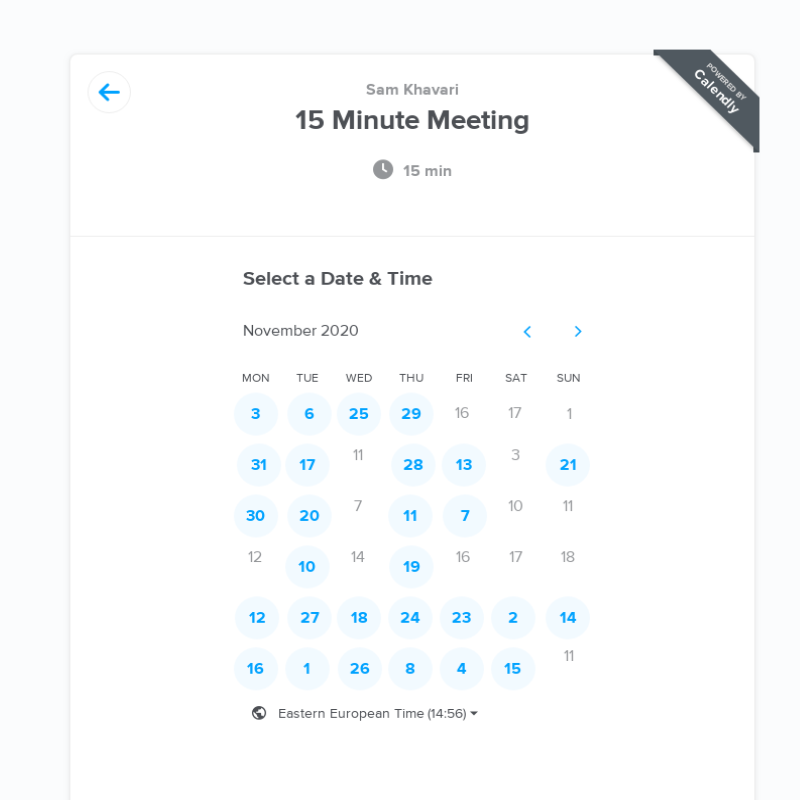 POWERED BY
Calendly
Sam Khavari
15 Minute Meeting
15 min
Select a Date & Time
November 2020
MON TUE WED THU FRI SAT SUN
3 6 25 29 16 17 1
31 17 11 28 13 3 21
30 20 7 11 7 10 11
12 10 14 19 16 17 18
12 27 18 24 23 2 14
16 1 26 8 4 15 11
Eastern European Time (14:56)